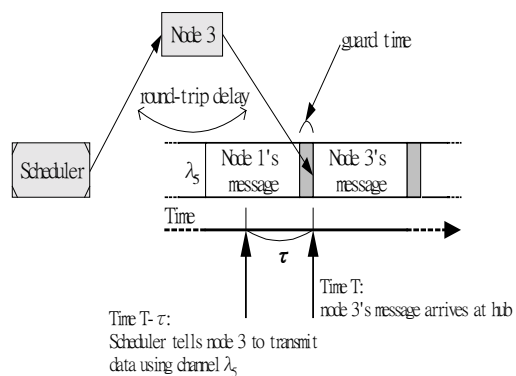 Node 3
guard time
round-trip delay
Scheduler
λ5
Node 1's
message
Node 3's
message
Time
τ
Time T:
node 3's message arrives at hub
Time T- τ:
Scheduler tells node 3 to transmit
data using channel λ5